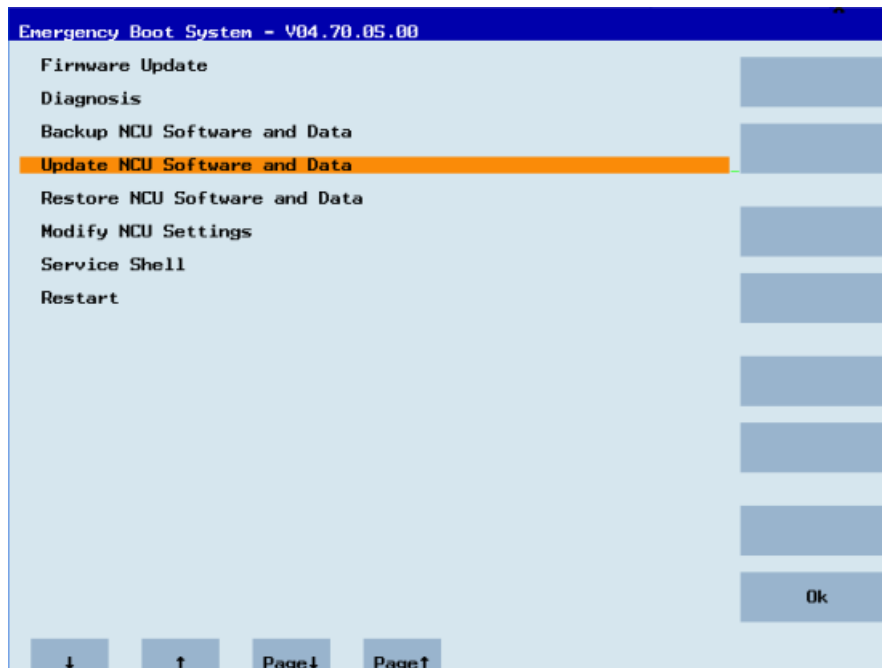 Emergency Boot System - V04.70.05.00
Firmware Update
Diagnosis
Backup NCU Software and Data
Update NCU Software and Data
Restore NCU Software and Data
Modify NCU Settings
Service Shell
Restart
Ok
↓ ↑ Page↓ Page↑